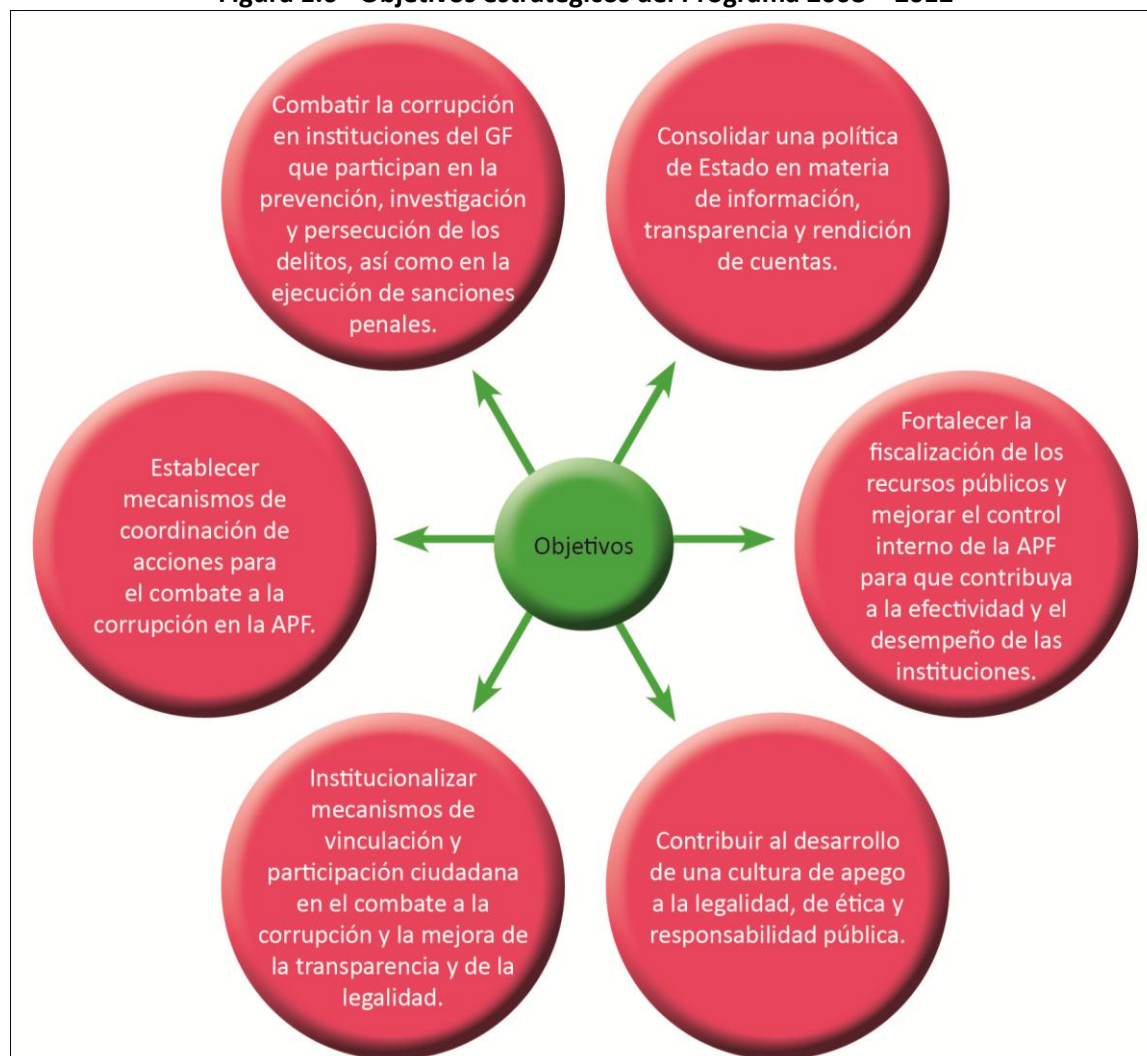 Combatir la corrupción
en instituciones del GF
que participan en la
prevención, investigación
y persecución de los
delitos, así como en la
ejecución de sanciones
penales.
Consolidar una política
de Estado en materia
de información,
transparencia y rendición
de cuentas.
Establecer
mecanismos de
coordinación de
acciones para
el combate a la
corrupción en la APF.
Objetivos
Fortalecer la
fiscalización de los
recursos públicos y
mejorar el control
interno de la APF
para que contribuya
a la efectividad y el
desempeño de las
instituciones.
Institucionalizar
mecanismos de
vinculación y
participación ciudadana
en el combate a la
corrupción y la mejora de
la transparencia y de la
legalidad.
Contribuir al desarrollo
de una cultura de apego
a la legalidad, de ética y
responsabilidad pública.